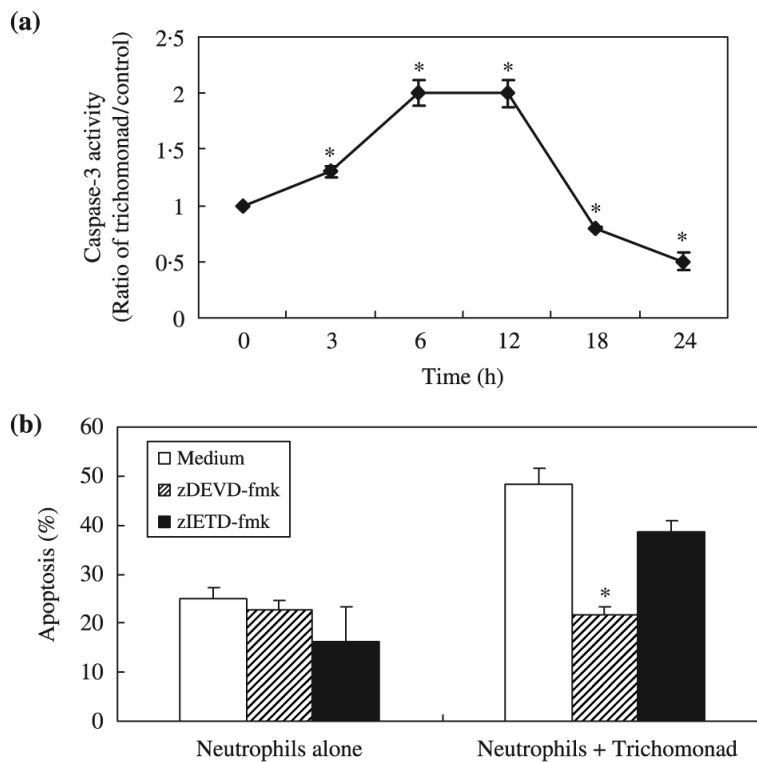 (a)
Caspase-3 activity
(Ratio of trichomonad/control)
2·5
2
1·5
1
0·5
0
*
*
*
*
*
0 3 6 12 18 24
Time (h)
(b)
Apoptosis (%)
60
50
40
30
20
10
0
Medium
zDEVD-fmk
zIETD-fmk
*
Neutrophils alone Neutrophils + Trichomonad